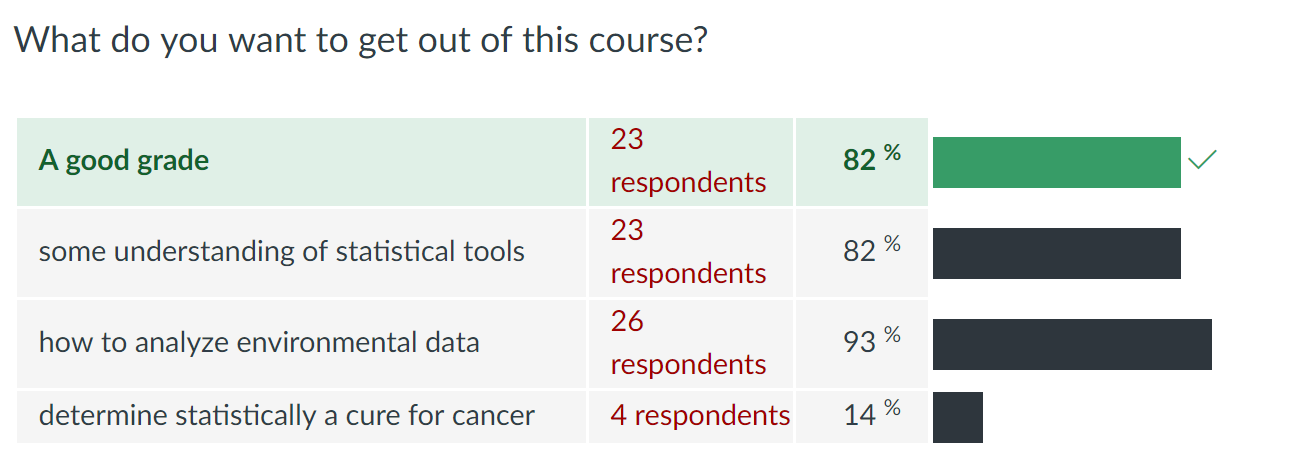 What do you want to get out of this course?
A good grade
23
respondents
82 %
some understanding of statistical tools
23
respondents
82 %
how to analyze environmental data
26
respondents
93 %
determine statistically a cure for cancer
4 respondents
14 %